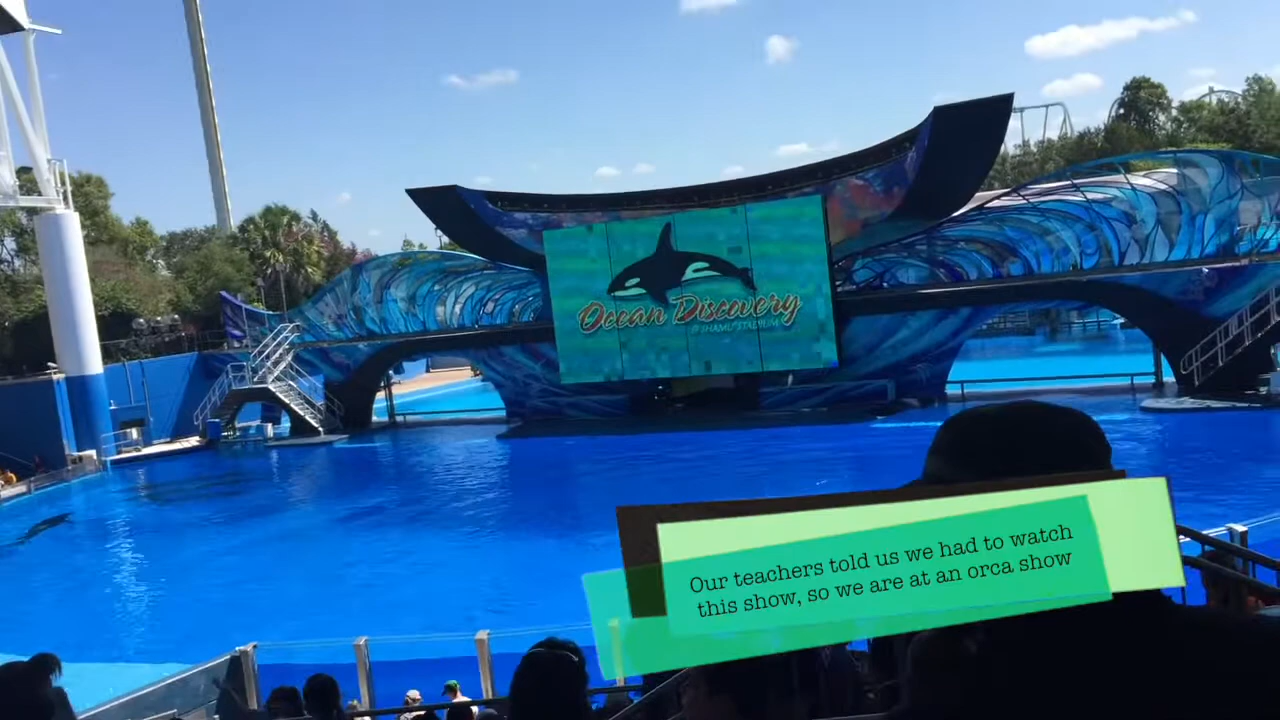 Ocean Discovery
@ SHAMU STADIUM
Our teachers told us we had to watch
this show, so we are at an orca show